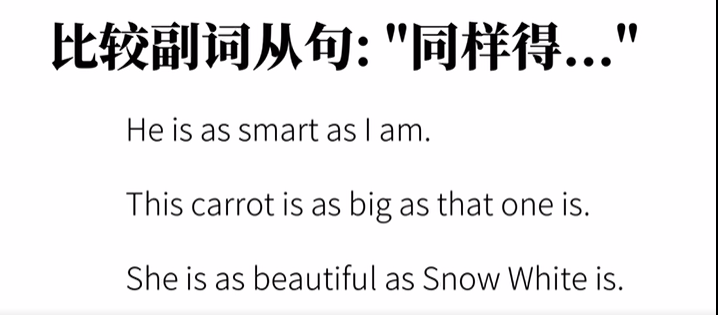 比较副词从句: "同样得..."
He is as smart as I am.
This carrot is as big as that one is.
She is as beautiful as Snow White is.